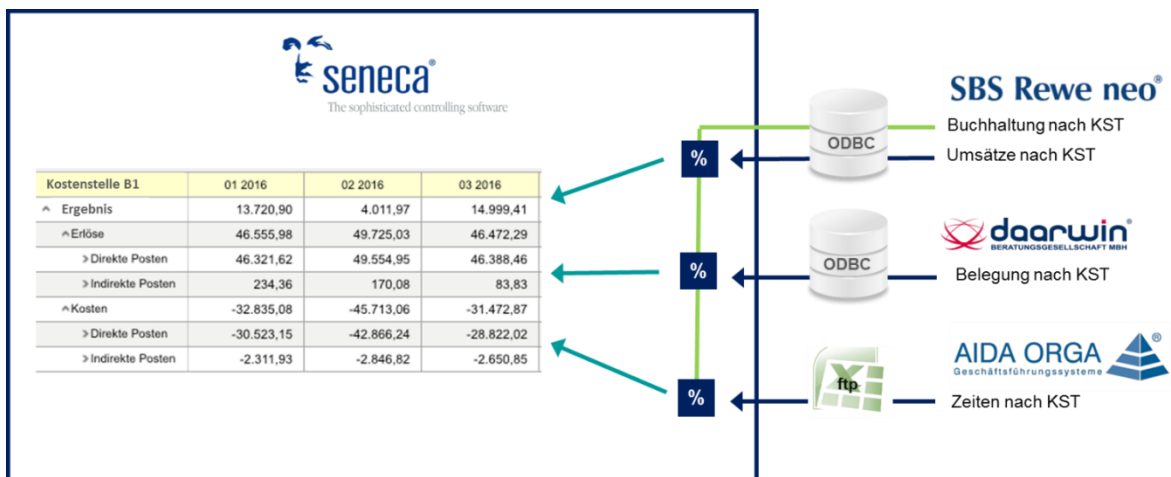 seneca®
The sophisticated controlling software
Kostenstelle B1 01 2016 02 2016 03 2016
Ergebnis 13.720,90 4.011,97 14.999,41
Erlöse 46.555,98 49.725,03 46.472,29
Direkte Posten 46.321,62 49.554,95 46.388,46
Indirekte Posten 234,36 170,08 83,83
Kosten -32.835,08 -45.713,06 -31.472,87
Direkte Posten -30.523,15 -42.866,24 -28.822,02
Indirekte Posten -2.311,93 -2.846,82 -2.650,85
%
%
%
ODBC
SBS Rewe neo®
Buchhaltung nach KST
Umsätze nach KST
ODBC
daarwin®
BERATUNGSGESELLSCHAFT MBH
Belegung nach KST
ftp
AIDA ORGA
Geschäftsführungssysteme
Zeiten nach KST